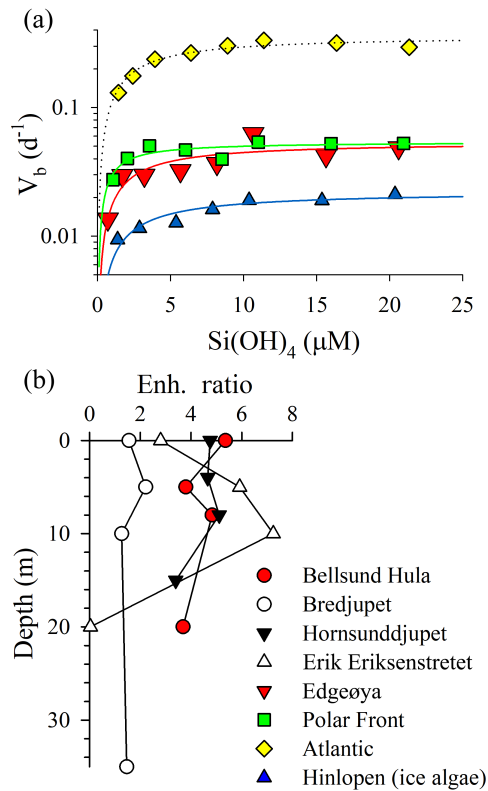 (a)
0.1
0.01
V_b (d⁻¹)
0 5 10 15 20 25
Si(OH)₄ (μM)
(b)
Enh. ratio
0 2 4 6 8
0
10
20
30
Depth (m)
Bellsund Hula
Bredjupet
Hornsunddjupet
Erik Eriksenstretet
Edgeøya
Polar Front
Atlantic
Hinlopen (ice algae)